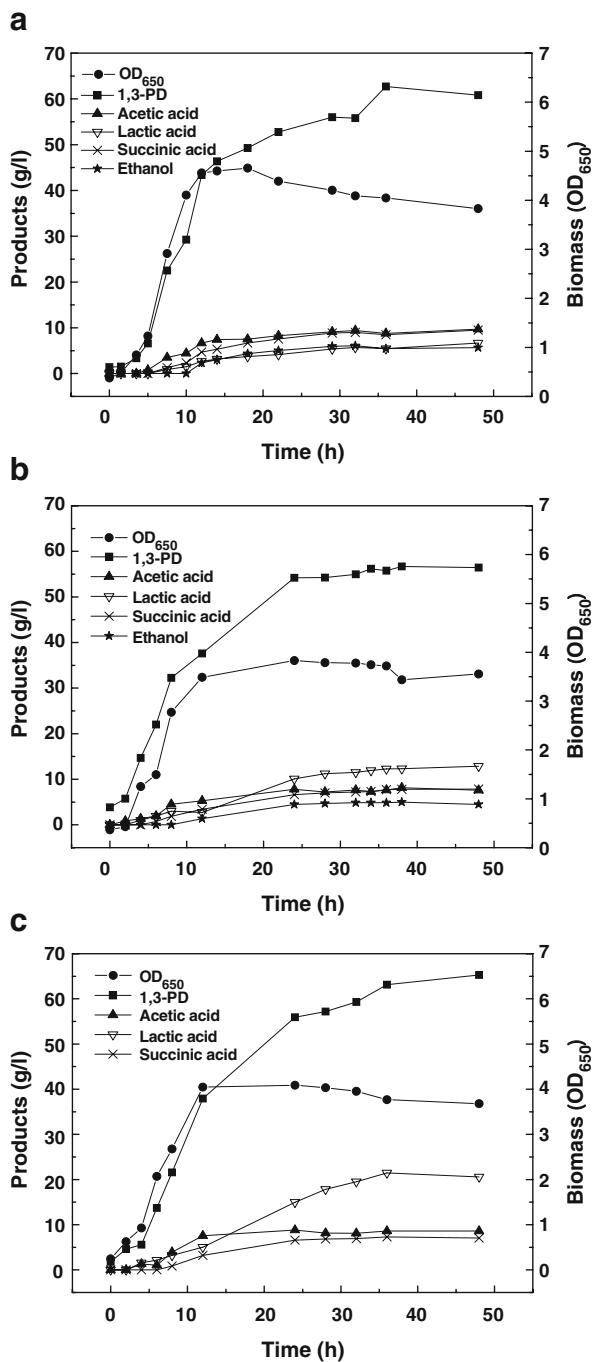 a
70
60
50
40
30
20
10
0
OD650
1,3-PD
Acetic acid
Lactic acid
Succinic acid
Ethanol
7
6
5
4
3
2
1
0
Products (g/l)
Biomass (OD650)
0 10 20 30 40 50
Time (h)
b
70
60
50
40
30
20
10
0
OD650
1,3-PD
Acetic acid
Lactic acid
Succinic acid
Ethanol
7
6
5
4
3
2
1
0
Products (g/l)
Biomass (OD650)
0 10 20 30 40 50
Time (h)
c
70
60
50
40
30
20
10
0
OD650
1,3-PD
Acetic acid
Lactic acid
Succinic acid
7
6
5
4
3
2
1
0
Products (g/l)
Biomass (OD650)
0 10 20 30 40 50
Time (h)